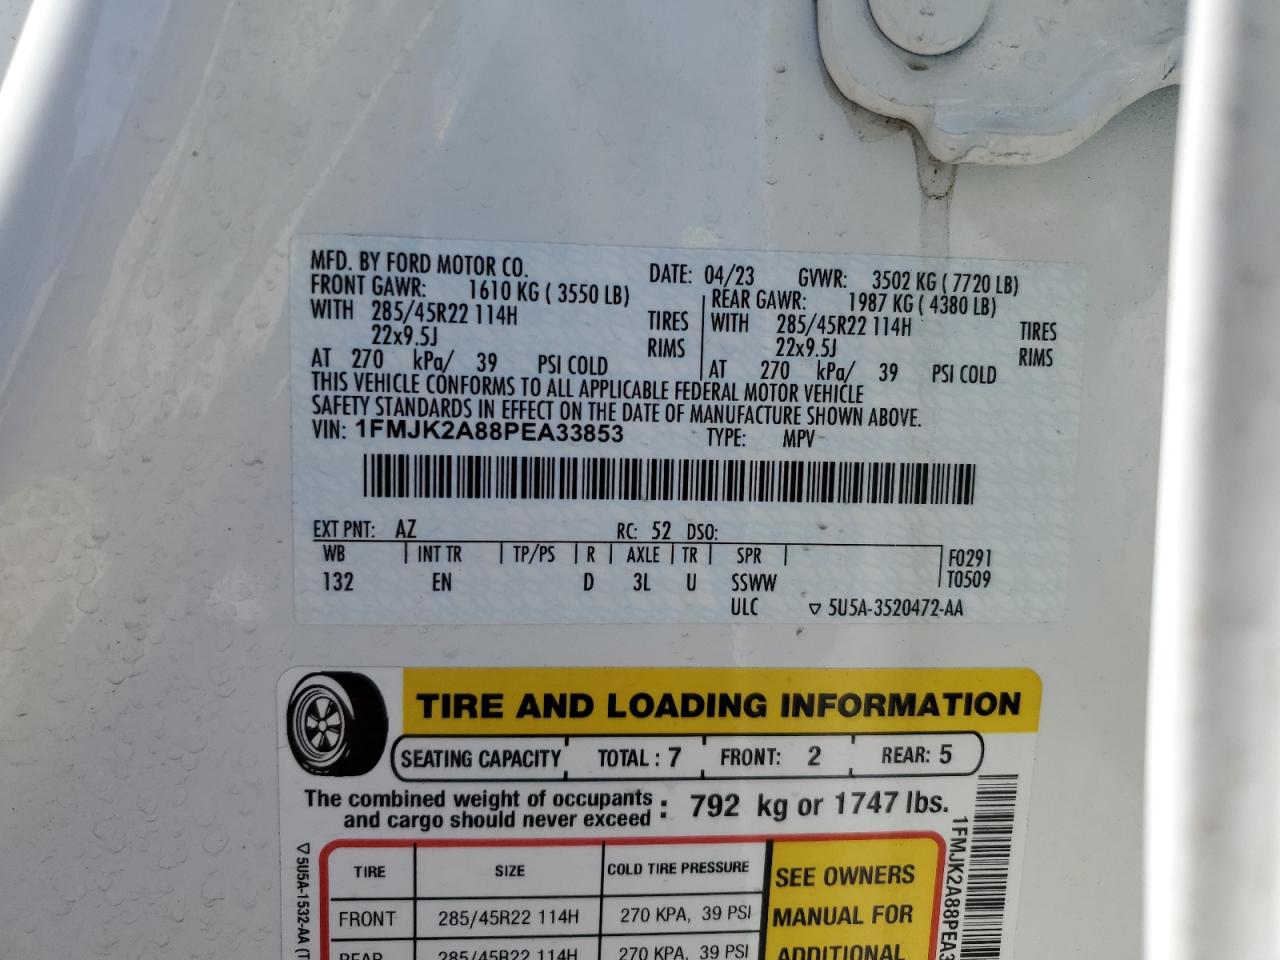 MFD. BY FORD MOTOR CO. DATE: 04/23 GVWR: 3502 KG ( 7720 LB)
FRONT GAWR: 1610 KG ( 3550 LB) REAR GAWR: 1987 KG ( 4380 LB)
WITH 285/45R22 114H TIRES WITH 285/45R22 114H TIRES
22x9.5J RIMS 22x9.5J RIMS
AT 270 kPa/ 39 PSI COLD AT 270 kPa/ 39 PSI COLD
THIS VEHICLE CONFORMS TO ALL APPLICABLE FEDERAL MOTOR VEHICLE
SAFETY STANDARDS IN EFFECT ON THE DATE OF MANUFACTURE SHOWN ABOVE.
VIN: 1FMJK2A88PEA33853 TYPE: MPV
EXT PNT: AZ RC: 52 DSO:
WB INT TR TP/PS R AXLE TR SPR F0291
132 EN D 3L U SSWW T0509
ULC ▽ 5U5A-3520472-AA
TIRE AND LOADING INFORMATION
SEATING CAPACITY TOTAL : 7 FRONT: 2 REAR: 5
The combined weight of occupants
and cargo should never exceed : 792 kg or 1747 lbs.
TIRE SIZE COLD TIRE PRESSURE
FRONT 285/45R22 114H 270 KPA, 39 PSI
REAR 285/45R22 114H 270 KPA, 39 PSI
SEE OWNERS
MANUAL FOR
ADDITIONAL
▽5U5A-1532-AA (T
1FMJK2A88PEA3